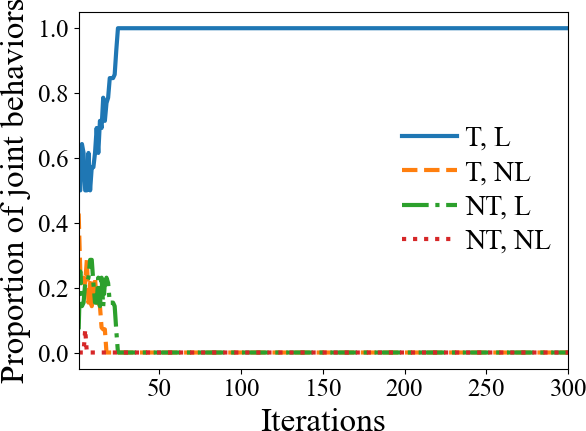 Proportion of joint behaviors
1.0
0.8
0.6
0.4
0.2
0.0
T, L
T, NL
NT, L
NT, NL
50 100 150 200 250 300
Iterations